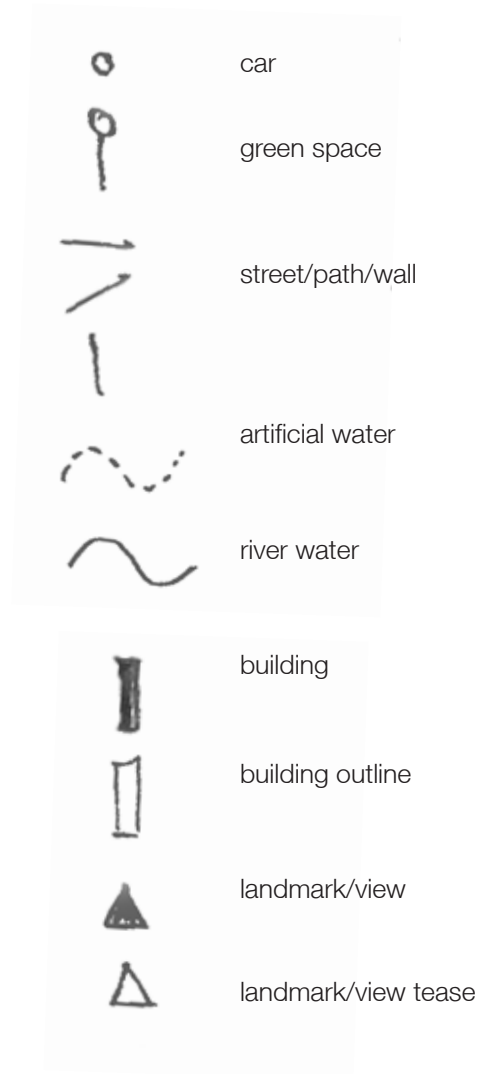 car
green space
street/path/wall
artificial water
river water
building
building outline
landmark/view
landmark/view tease